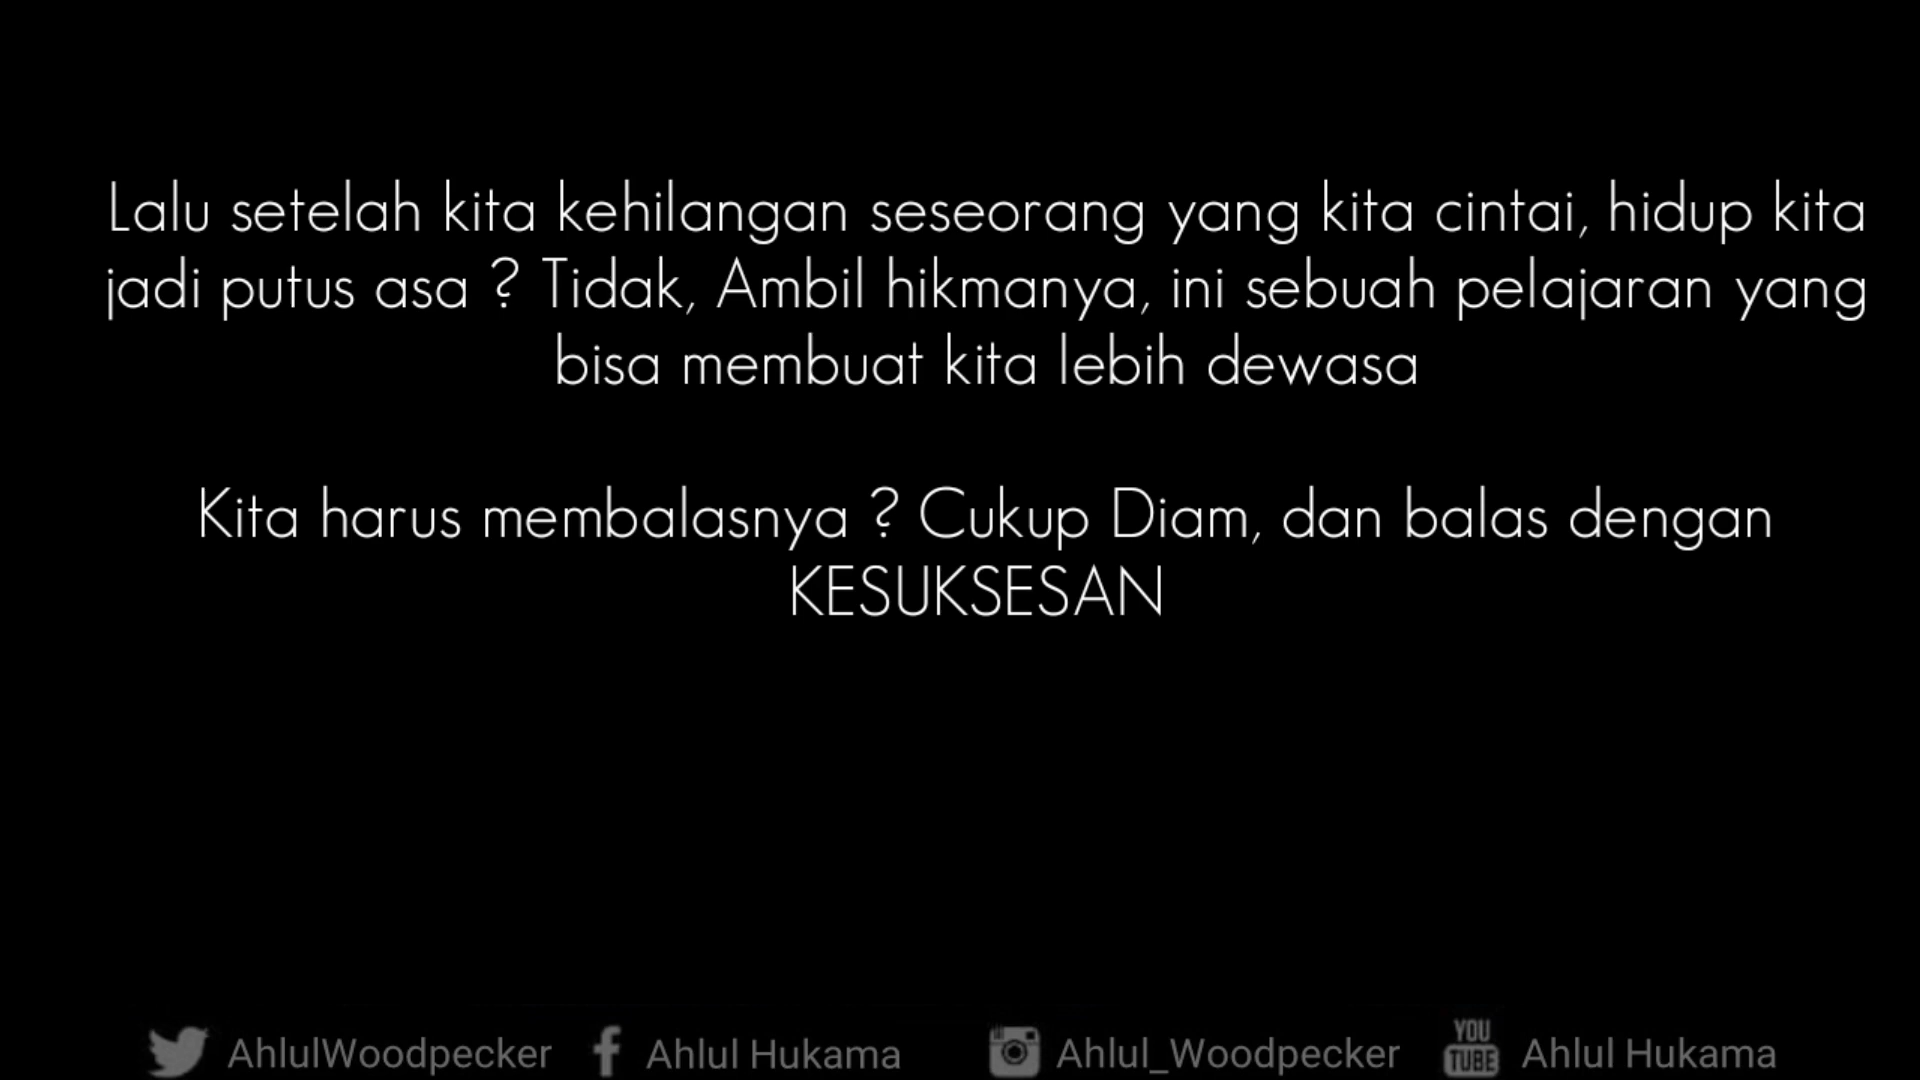 Lalu setelah kita kehilangan seseorang yang kita cintai, hidup kita
jadi putus asa ? Tidak, Ambil hikmanya, ini sebuah pelajaran yang
bisa membuat kita lebih dewasa
Kita harus membalasnya ? Cukup Diam, dan balas dengan
KESUKSESAN
AhlulWoodpecker f Ahlul Hukama Ahlul_Woodpecker YOU TUBE Ahlul Hukama